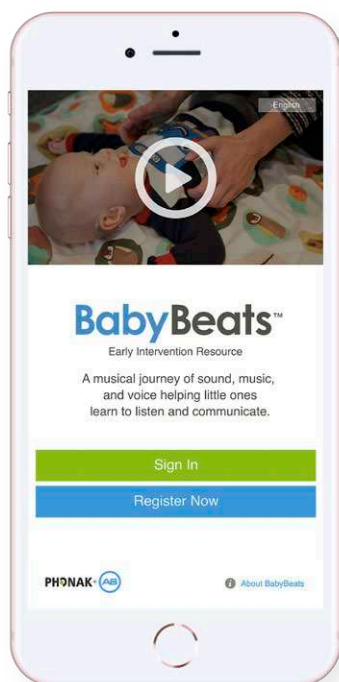 English
BabyBeats™
Early Intervention Resource
A musical journey of sound, music,
and voice helping little ones
learn to listen and communicate.
Sign In
Register Now
PHONAK + AB
About BabyBeats